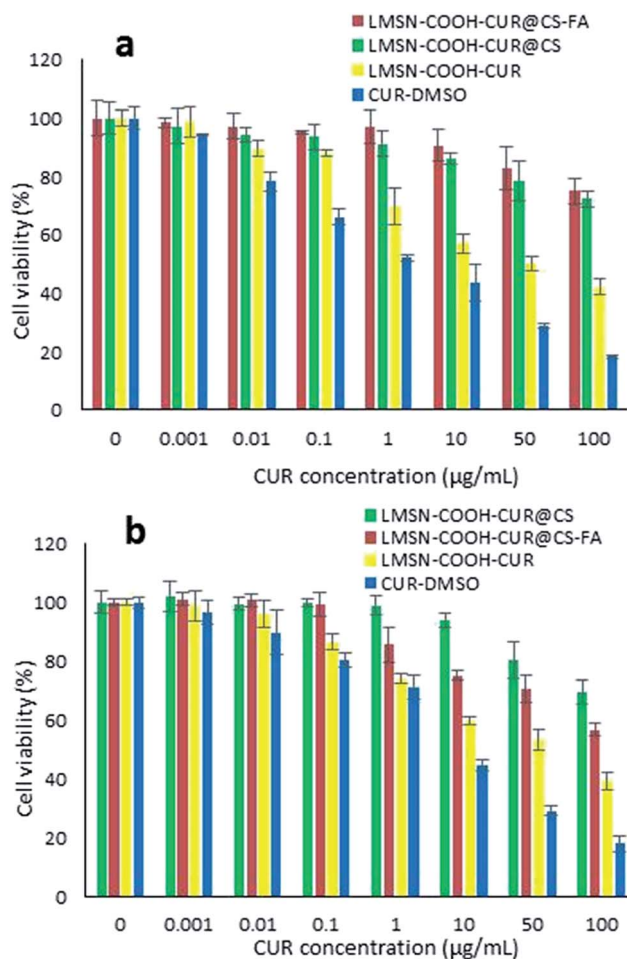 a
LMSN-COOH-CUR@CS-FA
LMSN-COOH-CUR@CS
LMSN-COOH-CUR
CUR-DMSO
120
100
80
60
40
20
0
Cell viability (%)
0 0.001 0.01 0.1 1 10 50 100
CUR concentration (µg/mL)
b
LMSN-COOH-CUR@CS
LMSN-COOH-CUR@CS-FA
LMSN-COOH-CUR
CUR-DMSO
120
100
80
60
40
20
0
Cell viability (%)
0 0.001 0.01 0.1 1 10 50 100
CUR concentration (µg/mL)